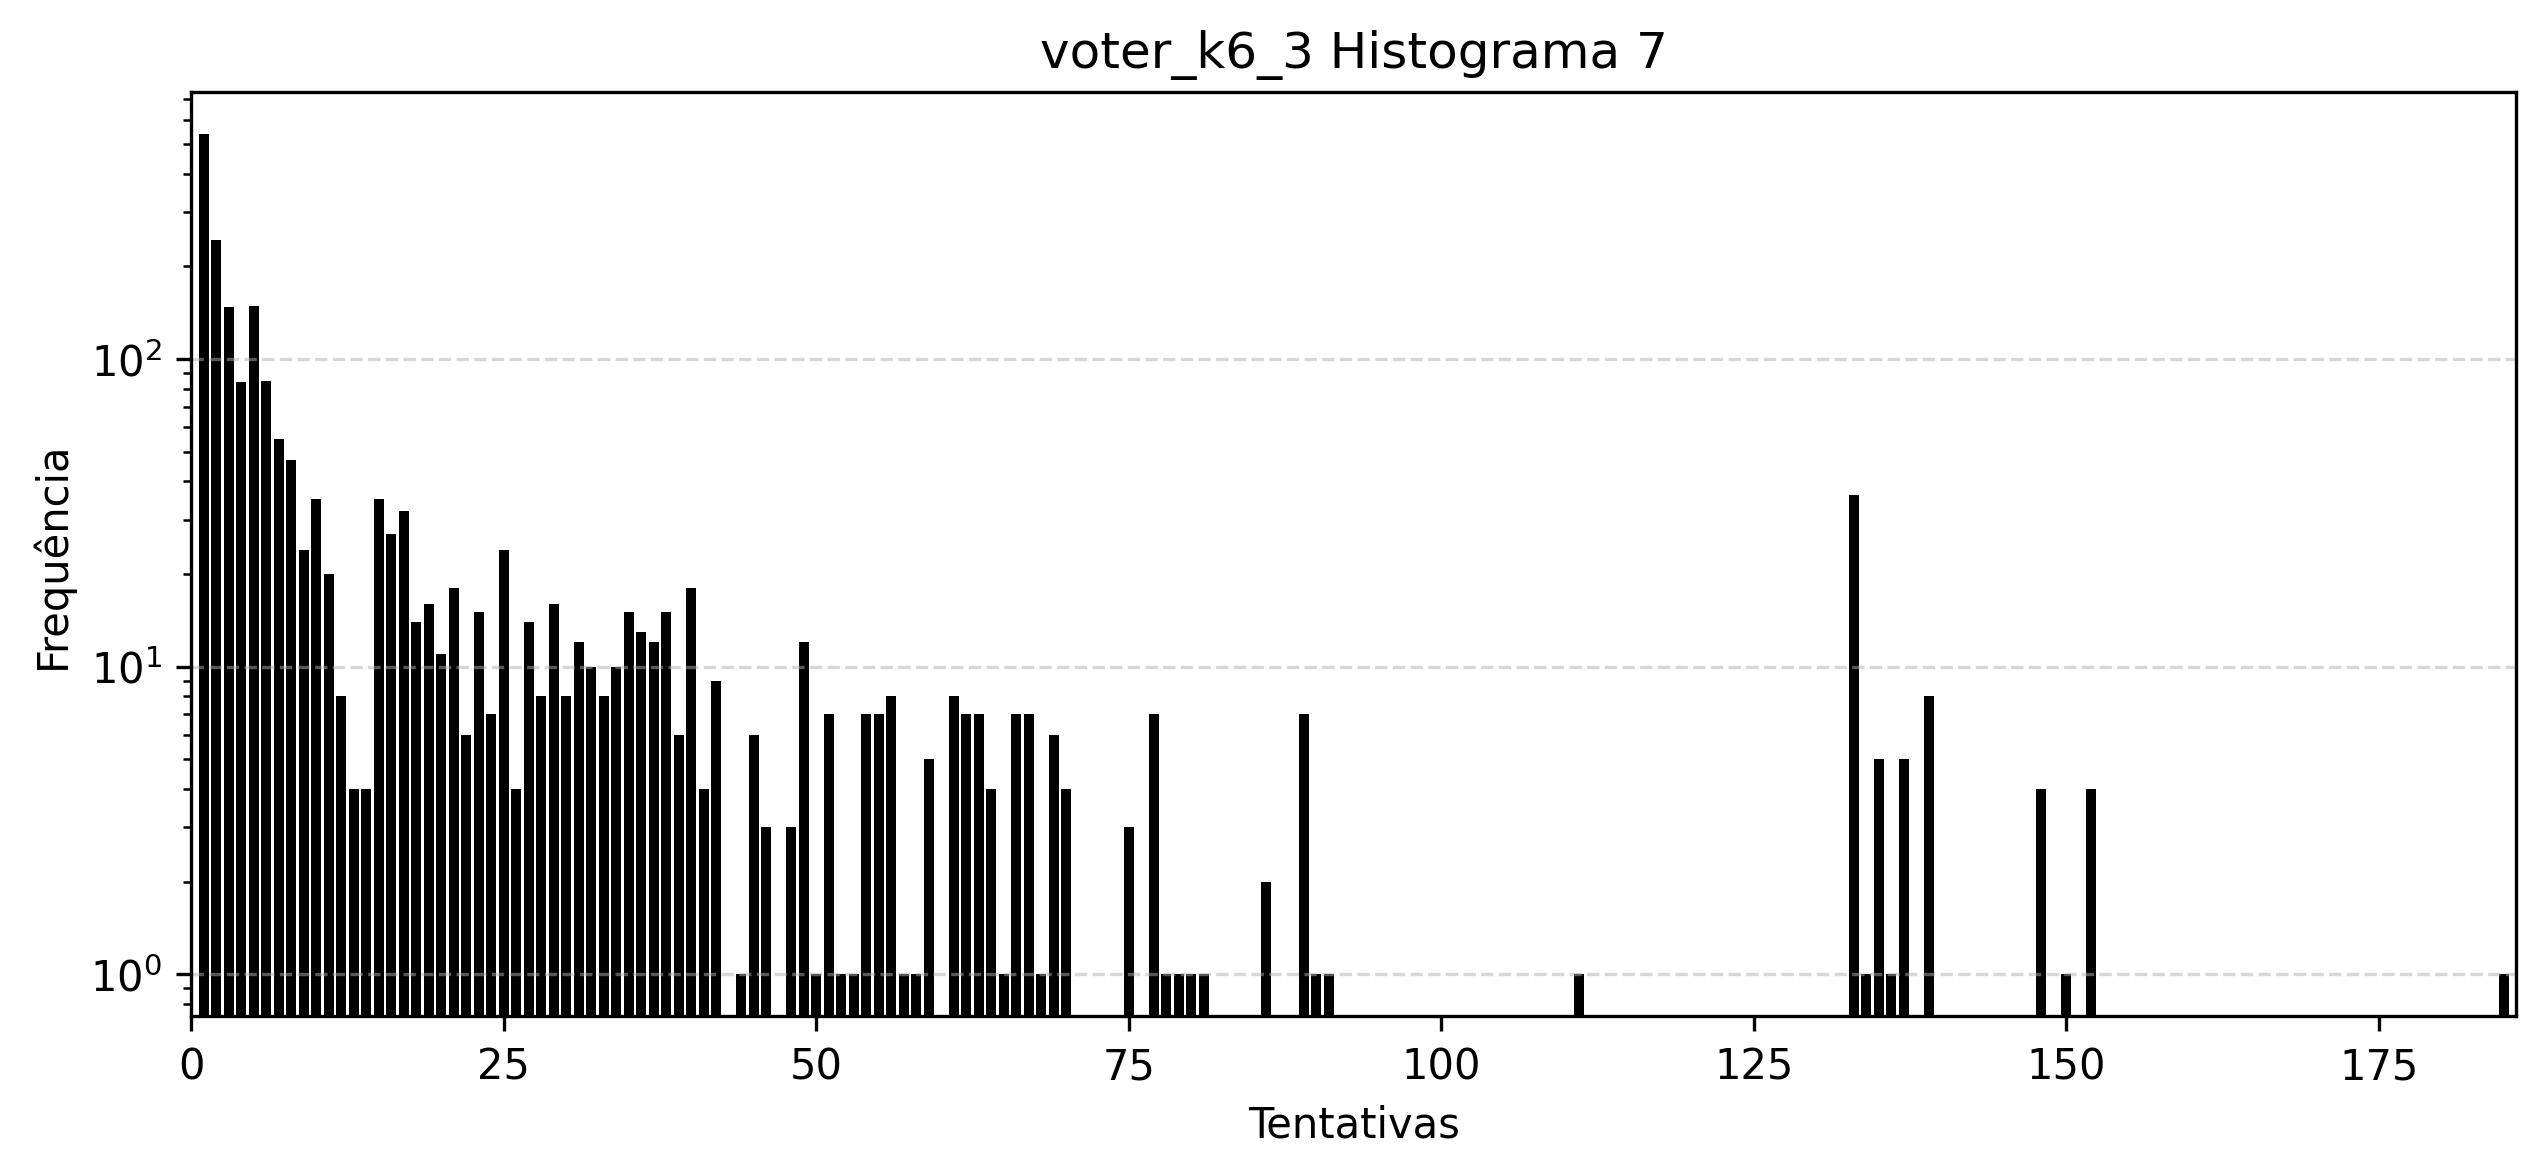 voter_k6_3 Histograma 7
Frequência
10²
10¹
10⁰
0 25 50 75 100 125 150 175
Tentativas